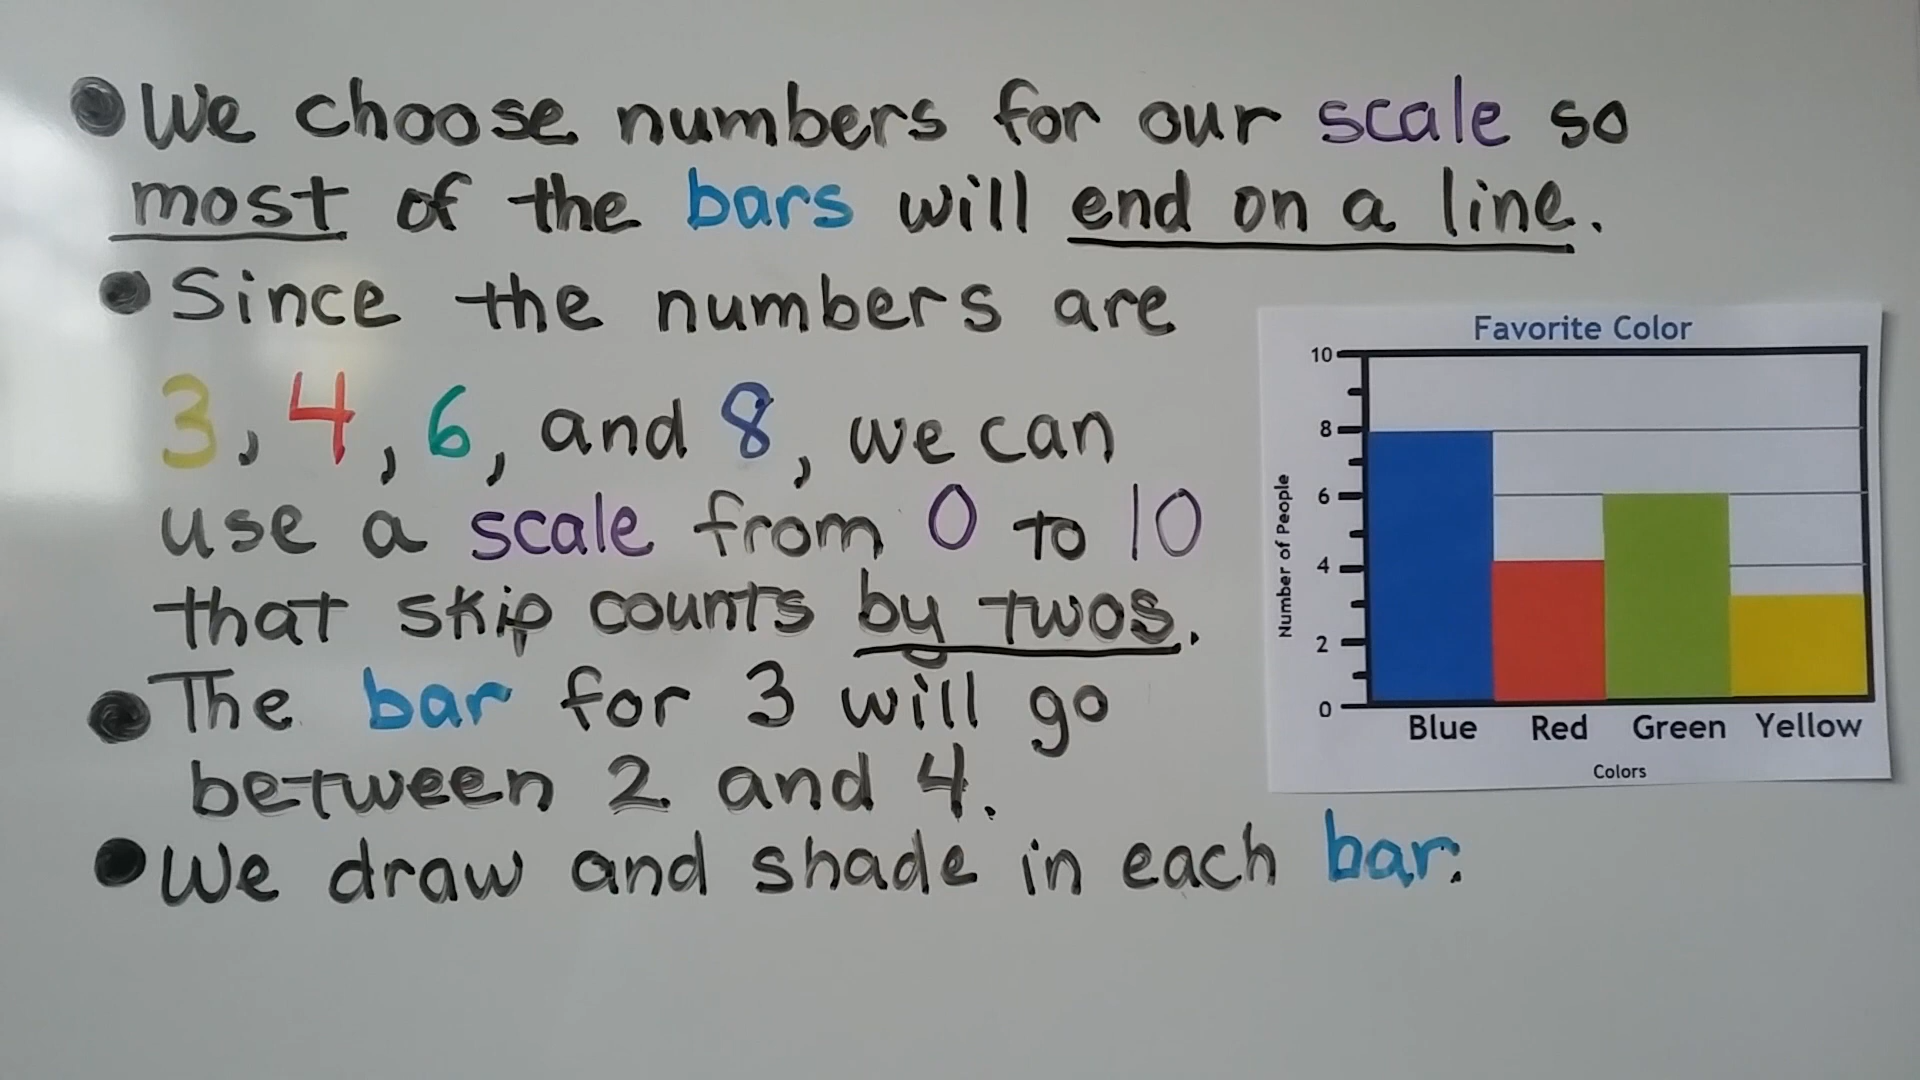 We choose numbers for our scale so
most of the bars will end on a line.
Since the numbers are
3, 4, 6, and 8, we can
use a scale from 0 to 10
that skip counts by twos.
The bar for 3 will go
between 2 and 4.
We draw and shade in each bar.
Favorite Color
10
8
6
4
2
0
Number of People
Blue Red Green Yellow
Colors